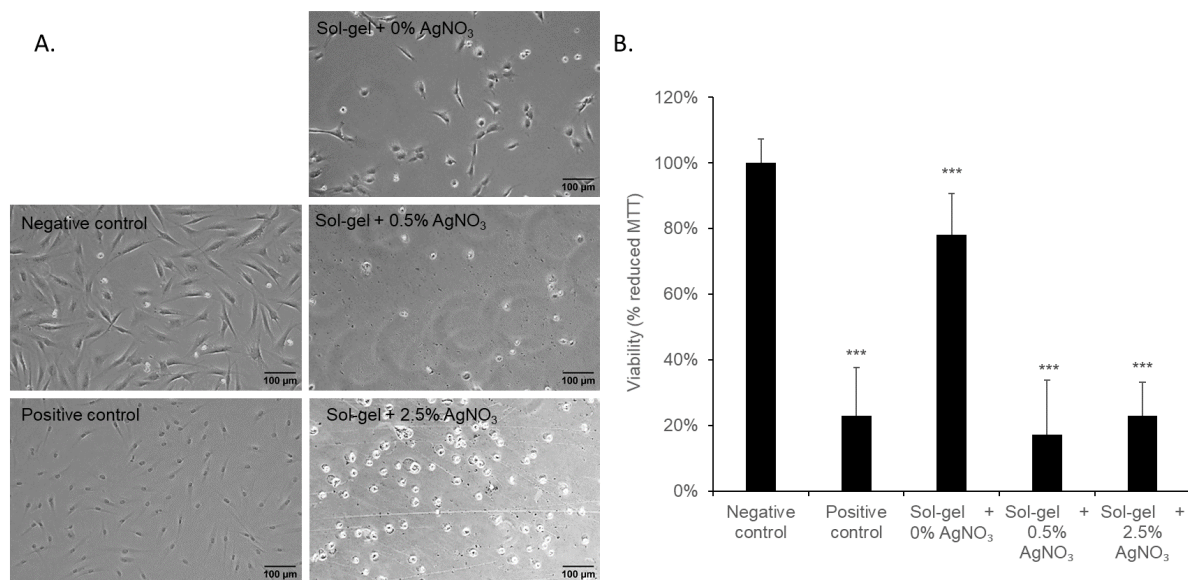 A.
Sol-gel + 0% AgNO₃
100 µm
Negative control
100 µm
Sol-gel + 0.5% AgNO₃
100 µm
Positive control
100 µm
Sol-gel + 2.5% AgNO₃
100 µm
B.
Viability (% reduced MTT)
120%
100%
80%
60%
40%
20%
0%
***
***
***
***
Negative
control
Positive
control
Sol-gel +
0% AgNO₃
Sol-gel +
0.5%
AgNO₃
Sol-gel +
2.5%
AgNO₃